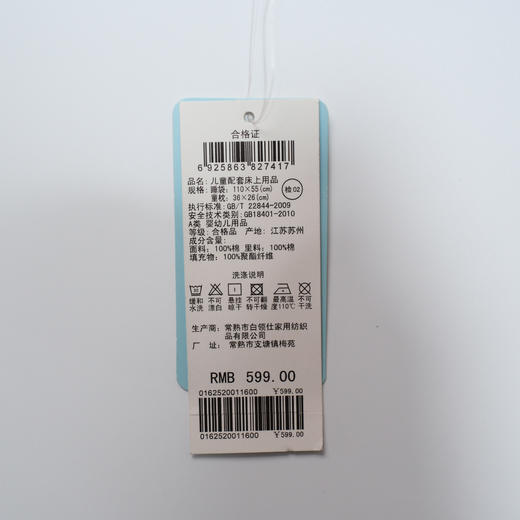 合格证
6 925863 827417
品名: 儿童配套床上用品
规格: 睡袋: 110×55(cm)
童枕: 36×26(cm)
检02
执行标准: GB/T 22844-2009
安全技术类别: GB18401-2010
A类 婴幼儿用品
等级: 合格品 产地: 江苏苏州
成分含量:
面料: 100%棉 里料: 100%棉
填充物: 100%聚酯纤维
洗涤说明
缓和水洗 不可漂白 悬挂晾干 不可翻转干燥 最高温度110℃ 不可干洗
生产商: 常熟市白领仕家用纺织
品有限公司
厂 址: 常熟市支塘镇梅苑
RMB 599.00
0162520011600 ¥599.00
0162520011600 ¥599.00